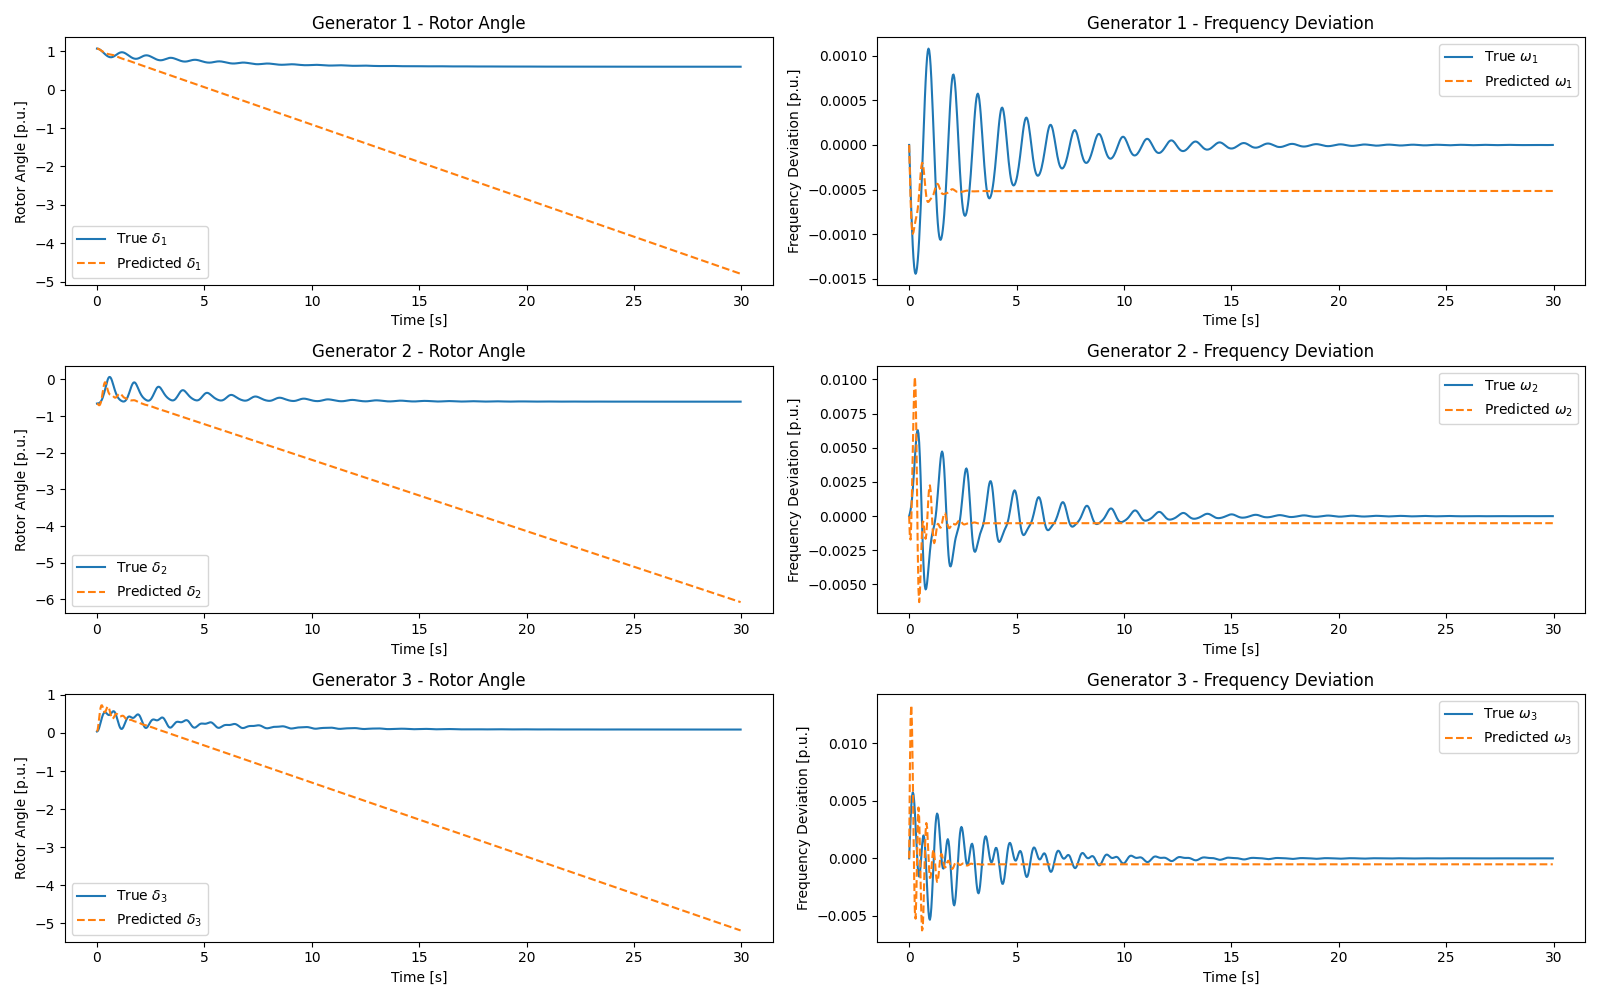 Generator 1 - Rotor Angle
Rotor Angle [p.u.]
1
0
−1
−2
−3
−4
−5
True δ1
Predicted δ1
0 5 10 15 20 25 30
Time [s]
Generator 1 - Frequency Deviation
Frequency Deviation [p.u.]
0.0010
0.0005
0.0000
−0.0005
−0.0010
−0.0015
True ω1
Predicted ω1
0 5 10 15 20 25 30
Time [s]
Generator 2 - Rotor Angle
Rotor Angle [p.u.]
0
−1
−2
−3
−4
−5
−6
True δ2
Predicted δ2
0 5 10 15 20 25 30
Time [s]
Generator 2 - Frequency Deviation
Frequency Deviation [p.u.]
0.0100
0.0075
0.0050
0.0025
0.0000
−0.0025
−0.0050
True ω2
Predicted ω2
0 5 10 15 20 25 30
Time [s]
Generator 3 - Rotor Angle
Rotor Angle [p.u.]
1
0
−1
−2
−3
−4
−5
True δ3
Predicted δ3
0 5 10 15 20 25 30
Time [s]
Generator 3 - Frequency Deviation
Frequency Deviation [p.u.]
0.010
0.005
0.000
−0.005
True ω3
Predicted ω3
0 5 10 15 20 25 30
Time [s]